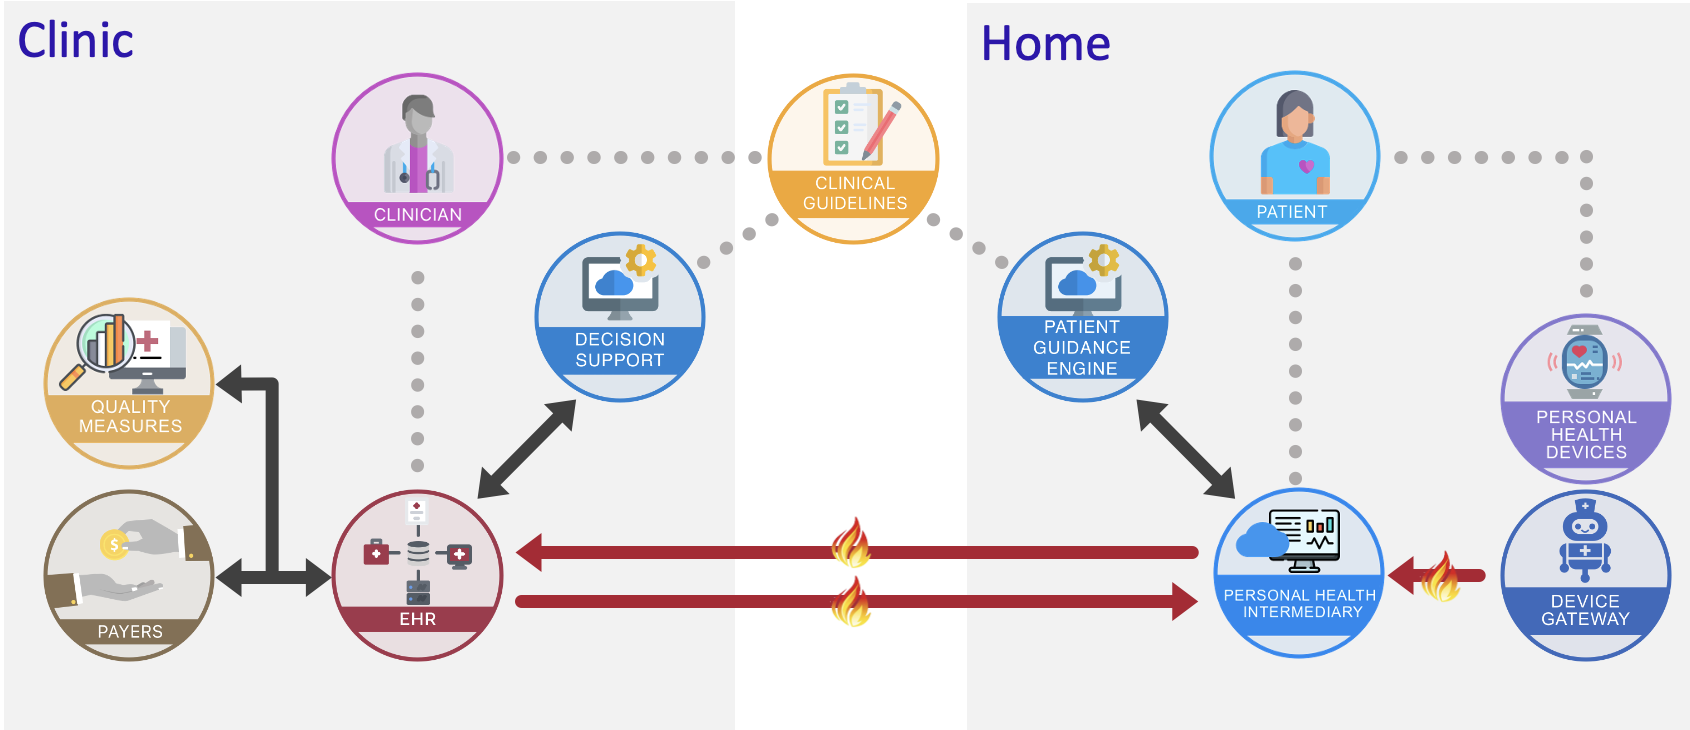 Clinic
Home
CLINICIAN
CLINICAL
GUIDELINES
PATIENT
DECISION
SUPPORT
PATIENT
GUIDANCE
ENGINE
QUALITY
MEASURES
PERSONAL
HEALTH
DEVICES
$
PAYERS
EHR
PERSONAL HEALTH
INTERMEDIARY
DEVICE
GATEWAY